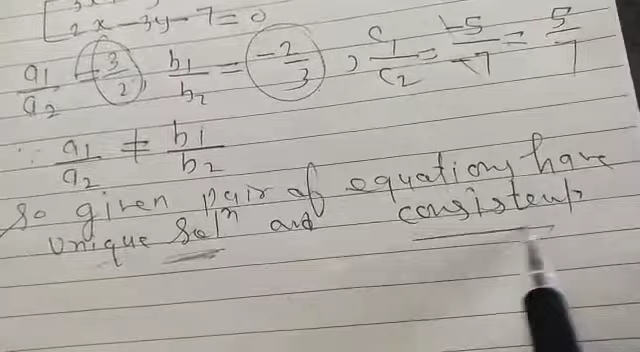 2x - 3y - 7 = 0
a₁/a₂ = 3/2, b₁/b₂ = -2/3, c₁/c₂ = -5/-7 = 5/7
∵ a₁/a₂ ≠ b₁/b₂
So given pair of equations have
unique solⁿ and consistent